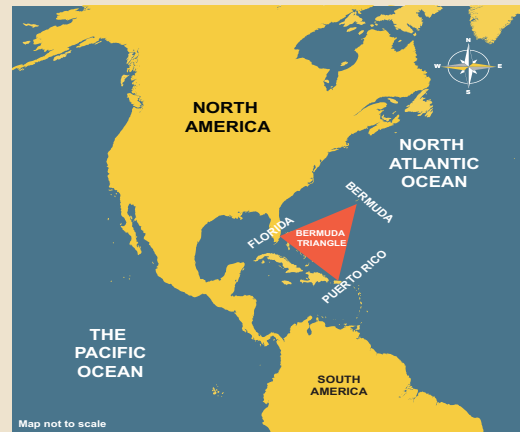 N
W E
S
NORTH
AMERICA
NORTH
ATLANTIC
OCEAN
BERMUDA
FLORIDA
BERMUDA
TRIANGLE
PUERTO RICO
THE
PACIFIC
OCEAN
SOUTH
AMERICA
Map not to scale